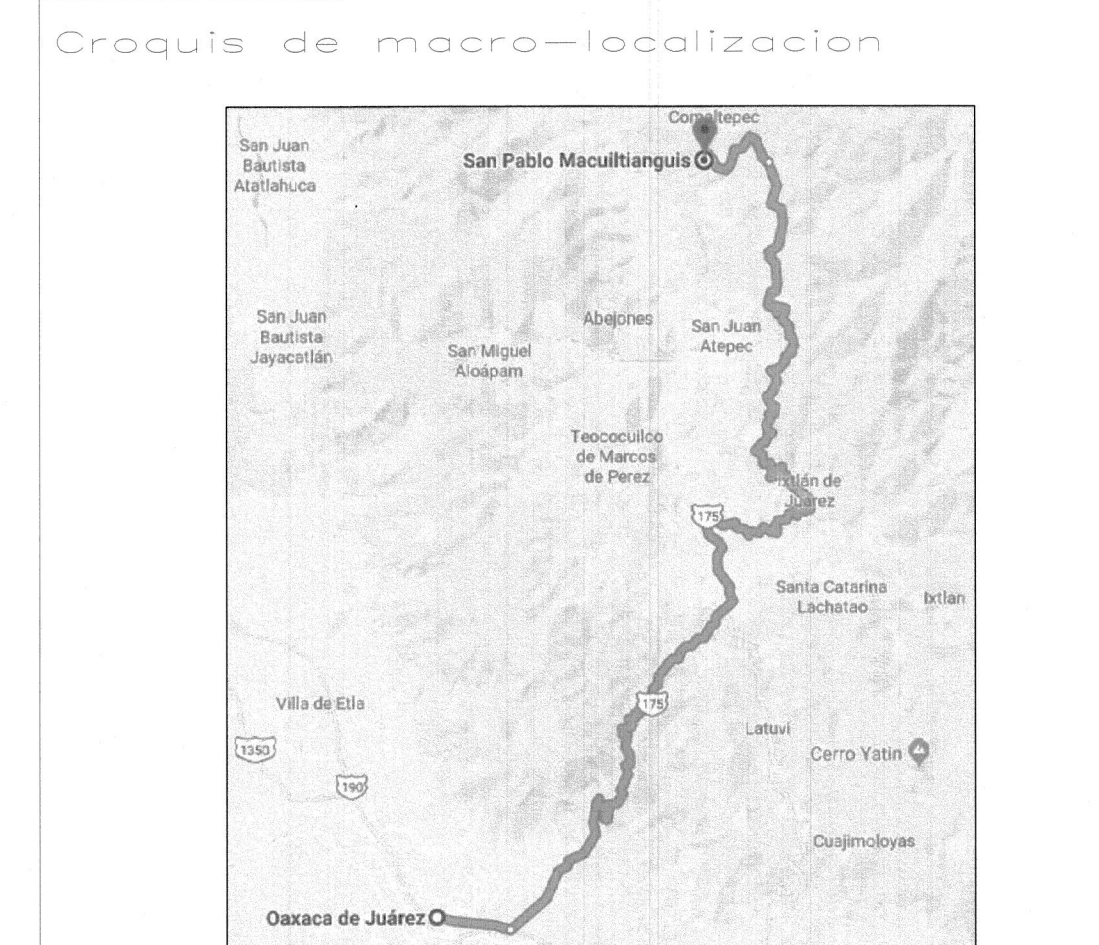 Croquis de macro-localizacion
Comaltepec
San Juan
Bautista
Atatlahuca
San Pablo Macuiltianguis
San Juan
Bautista
Jayacatlán
Abejones
San Juan
Atepec
San Miguel
Aloápam
Teococuilco
de Marcos
de Perez
Ixtlán de
Juárez
175
Santa Catarina
Lachatao
Ixtlan
Villa de Etla
175
Latuvi
1350
Cerro Yatin
190
Cuajimoloyas
Oaxaca de Juárez